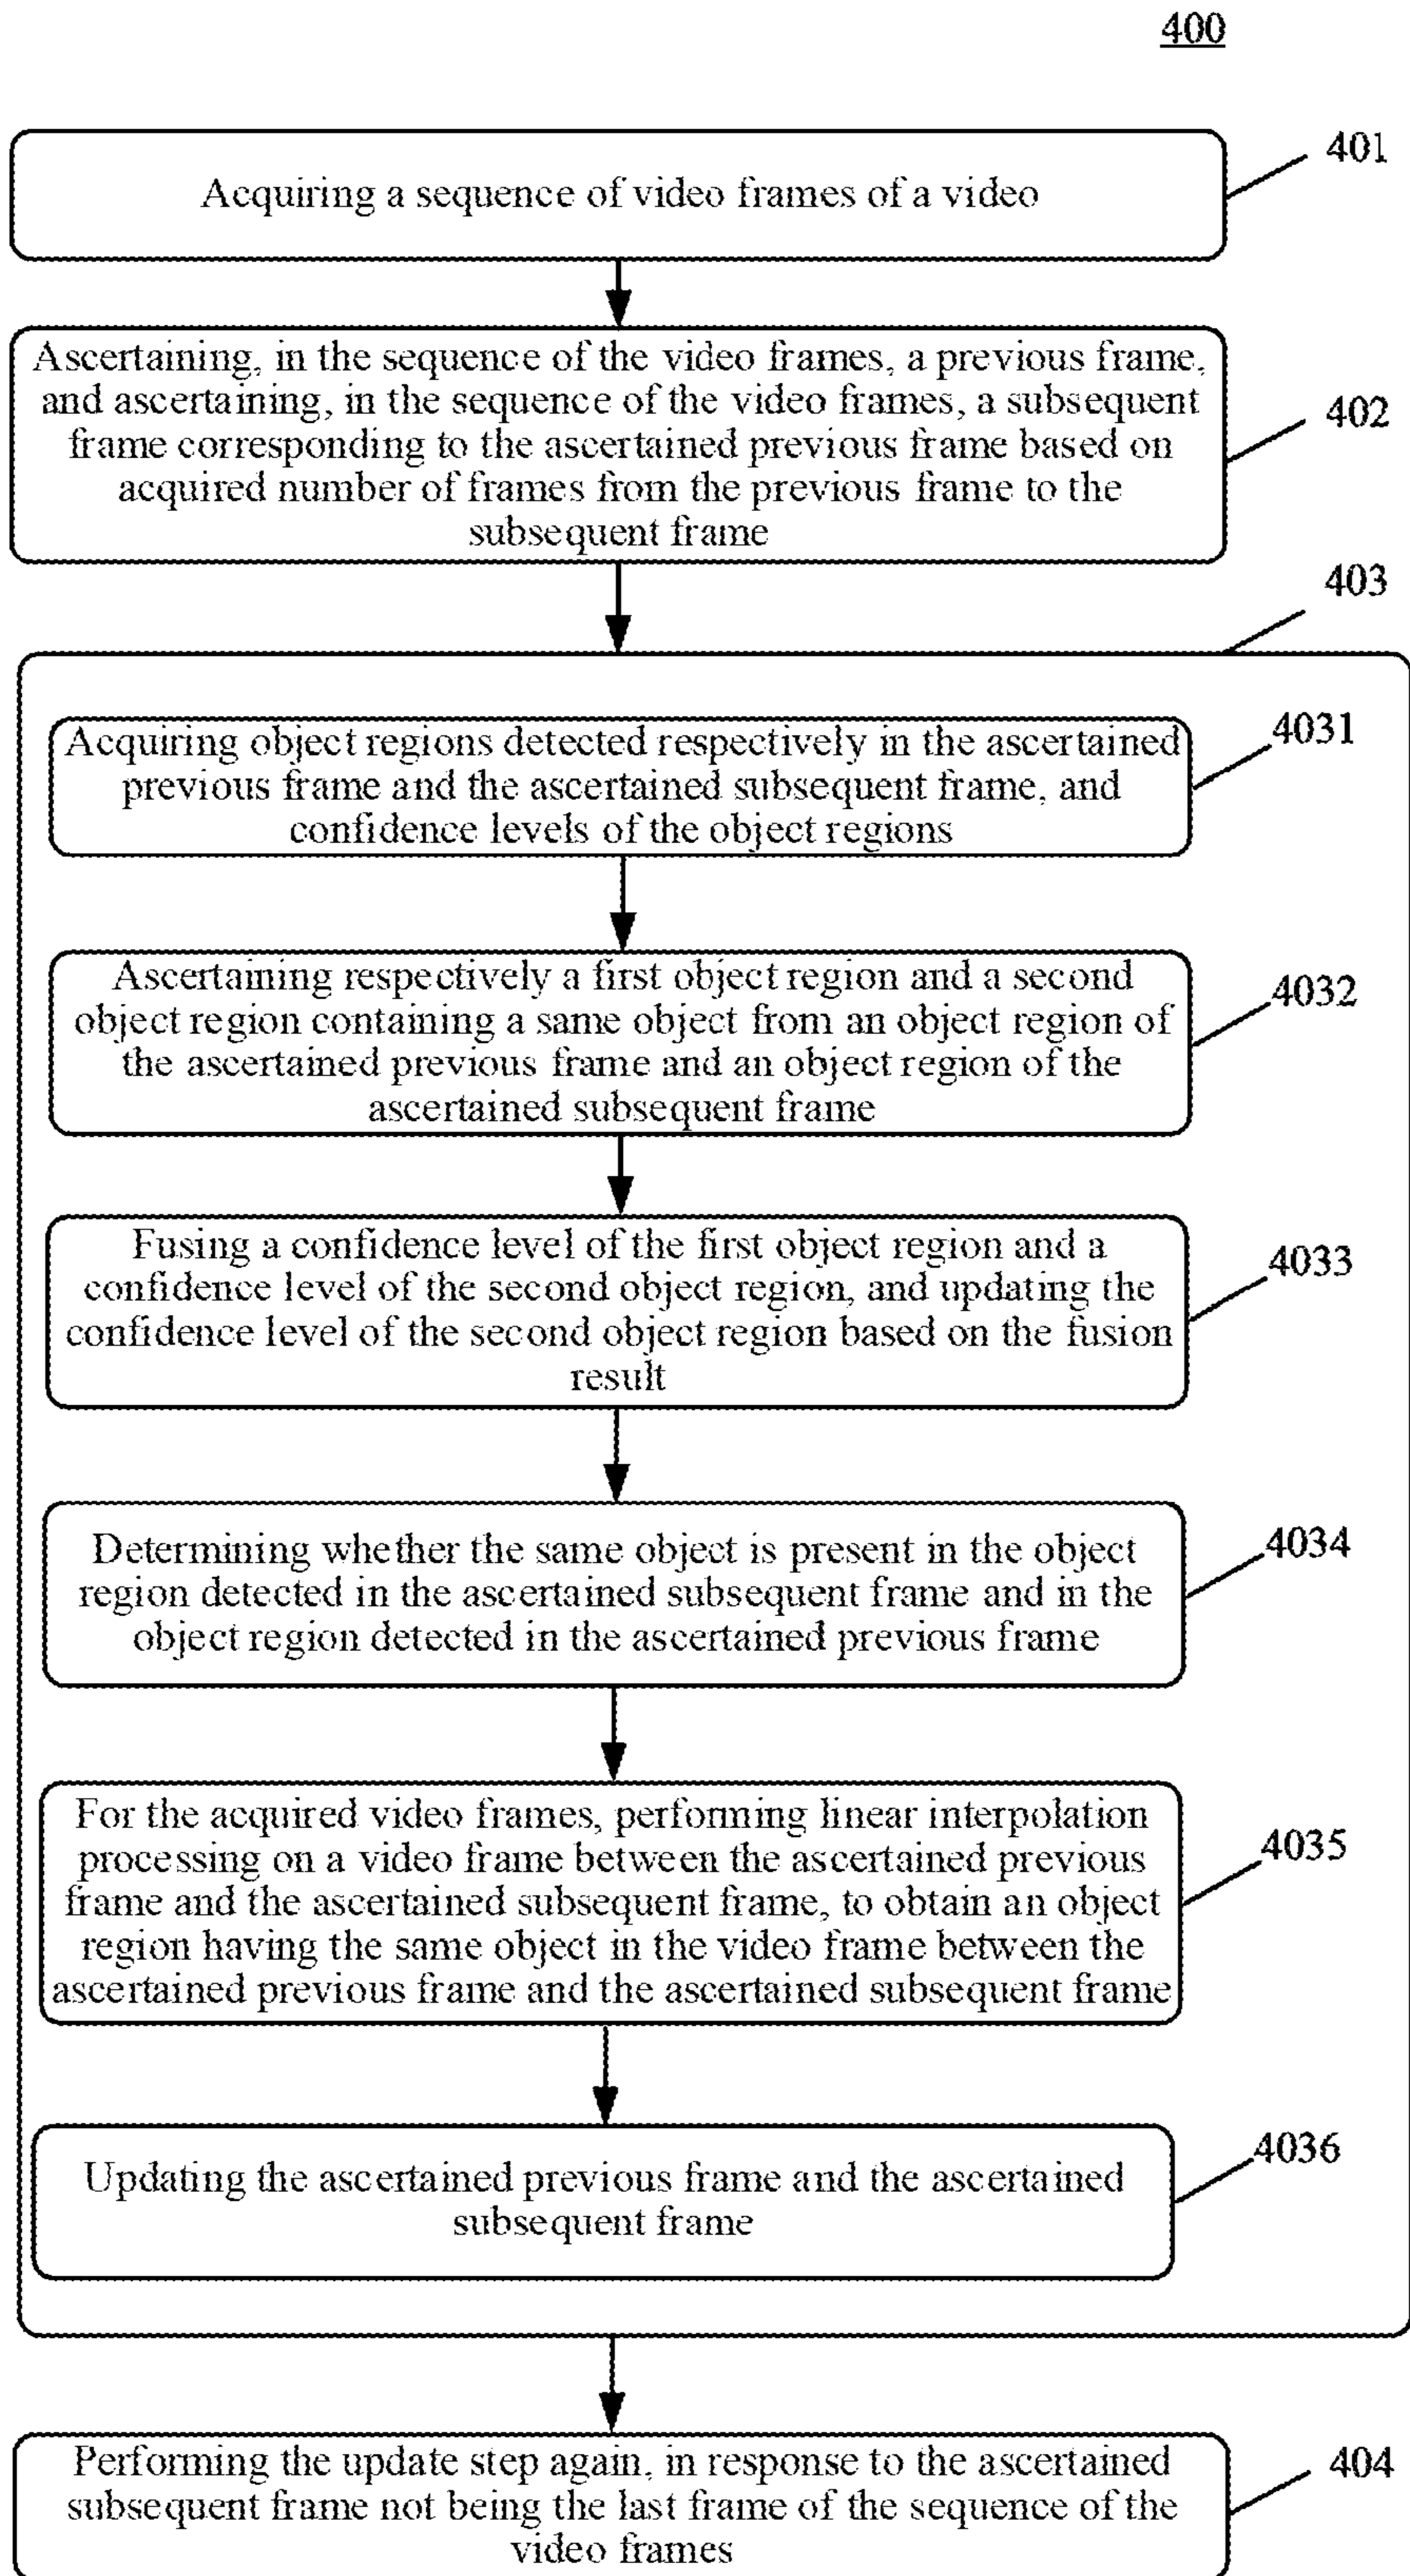 400
401
Acquiring a sequence of video frames of a video
Ascertaining, in the sequence of the video frames, a previous frame,
and ascertaining, in the sequence of the video frames, a subsequent
frame corresponding to the ascertained previous frame based on
acquired number of frames from the previous frame to the
subsequent frame
402
403
Acquiring object regions detected respectively in the ascertained
previous frame and the ascertained subsequent frame, and
confidence levels of the object regions
4031
Ascertaining respectively a first object region and a second
object region containing a same object from an object region of
the ascertained previous frame and an object region of the
ascertained subsequent frame
4032
Fusing a confidence level of the first object region and a
confidence level of the second object region, and updating the
confidence level of the second object region based on the fusion
result
4033
Determining whether the same object is present in the object
region detected in the ascertained subsequent frame and in the
object region detected in the ascertained previous frame
4034
For the acquired video frames, performing linear interpolation
processing on a video frame between the ascertained previous
frame and the ascertained subsequent frame, to obtain an object
region having the same object in the video frame between the
ascertained previous frame and the ascertained subsequent frame
4035
Updating the ascertained previous frame and the ascertained
subsequent frame
4036
Performing the update step again, in response to the ascertained
subsequent frame not being the last frame of the sequence of the
video frames
404